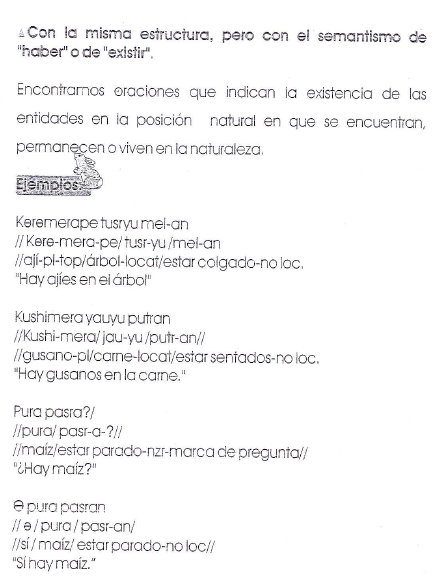 ▵Con la misma estructura, pero con el semantismo de
"haber" o de "existir".
Encontramos oraciones que indican la existencia de las
entidades en la posición natural en que se encuentran,
permanecen o viven en la naturaleza.
Ejemplos:
Kɵrɵmerape tusryu mel-an
// Kɵrɵ-mera-pe/ tusr-yu /mel-an
//ají-pl-top/árbol-locat/estar colgado-no loc.
"Hay ajíes en el árbol"
Kushimera yauyu putran
//Kushi-mera/ jau-yu /putr-an//
//gusano-pl/carne-locat/estar sentados-no loc.
"Hay gusanos en la carne."
Pura pasra?/
//pura/ pasr-a-?//
//maíz/estar parado-nzr-marca de pregunta//
"¿Hay maíz?"
Ɵ pura pasran
// ɵ / pura / pasr-an/
//sí / maíz/ estar parado-no loc//
"Sí hay maíz."